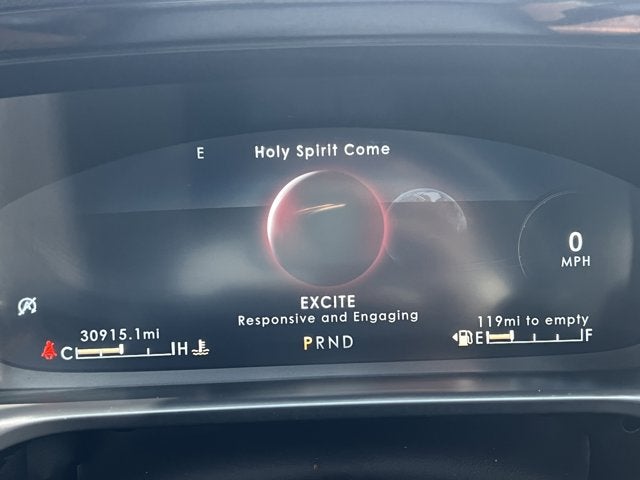 E Holy Spirit Come
0
MPH
EXCITE
Responsive and Engaging
30915.1mi
119mi to empty
C H
PRND
E F